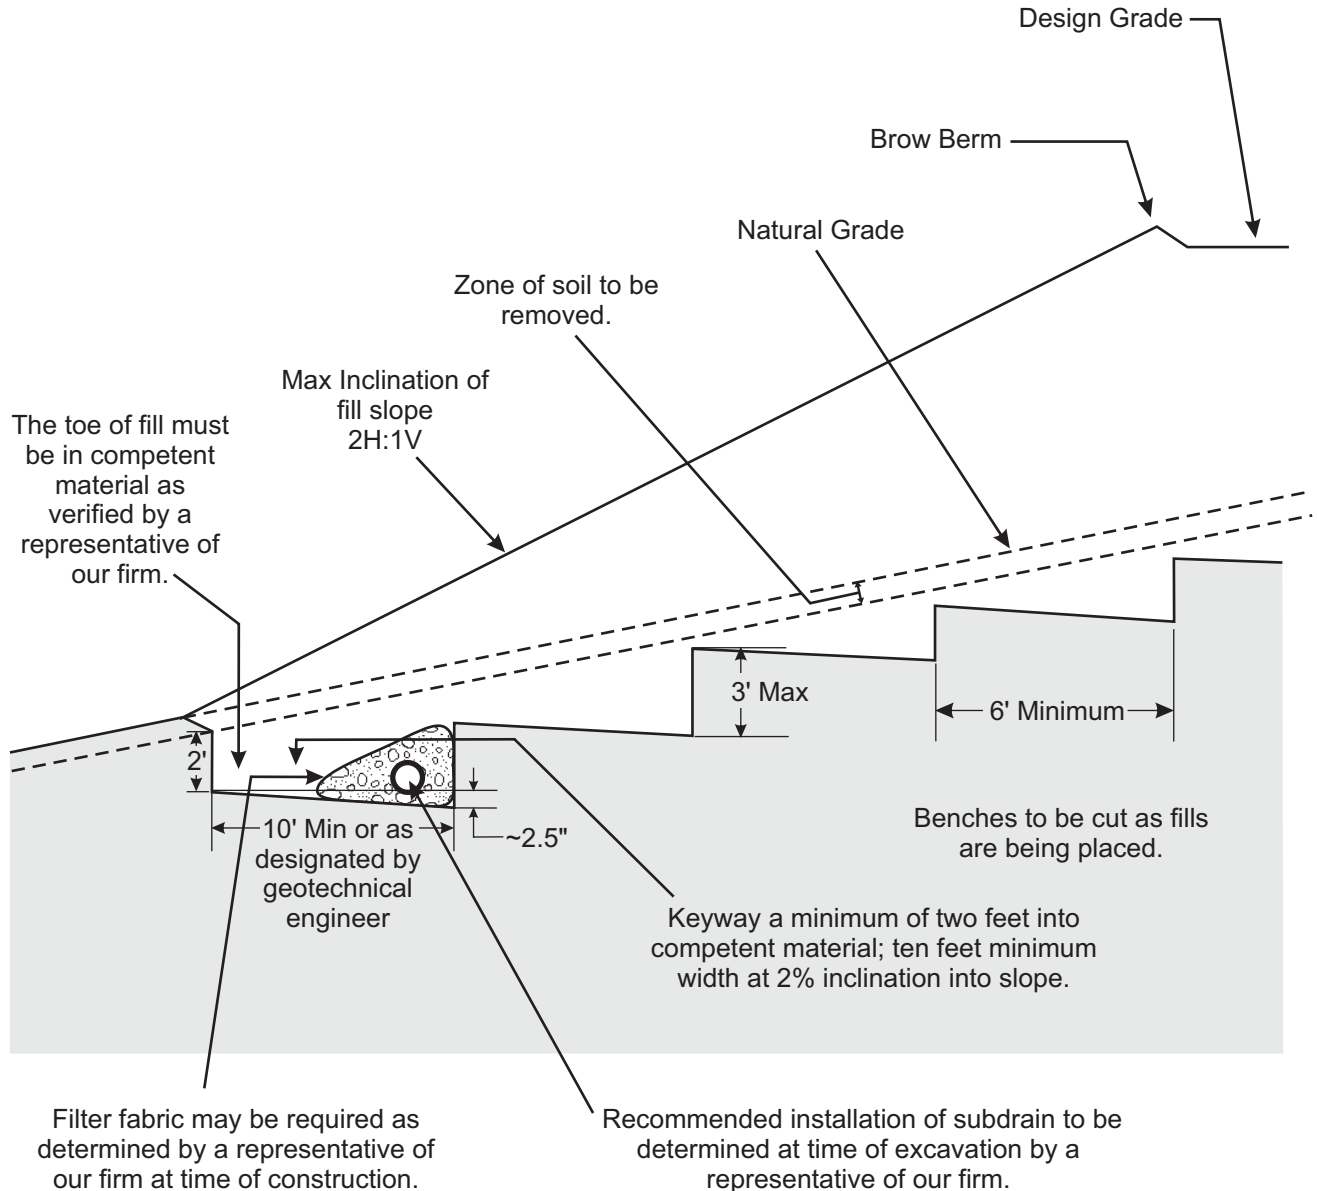 Design Grade
Brow Berm
Natural Grade
Zone of soil to be
removed.
Max Inclination of
fill slope
2H:1V
The toe of fill must
be in competent
material as
verified by a
representative of
our firm.
3' Max
6' Minimum
2'
10' Min or as
designated by
geotechnical
engineer
~2.5"
Benches to be cut as fills
are being placed.
Keyway a minimum of two feet into
competent material; ten feet minimum
width at 2% inclination into slope.
Filter fabric may be required as
determined by a representative of
our firm at time of construction.
Recommended installation of subdrain to be
determined at time of excavation by a
representative of our firm.